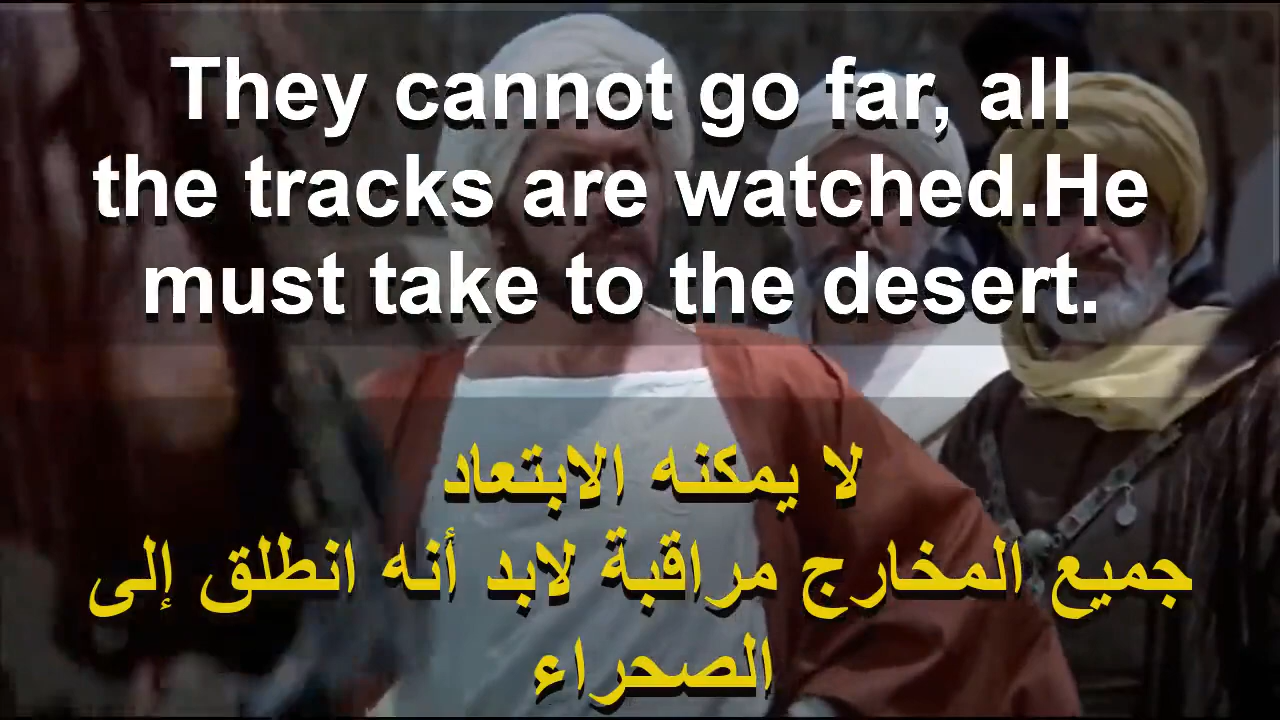 They cannot go far, all
the tracks are watched.He
must take to the desert.
لا يمكنه الابتعاد
جميع المخارج مراقبة لابد أنه انطلق إلى
الصحراء